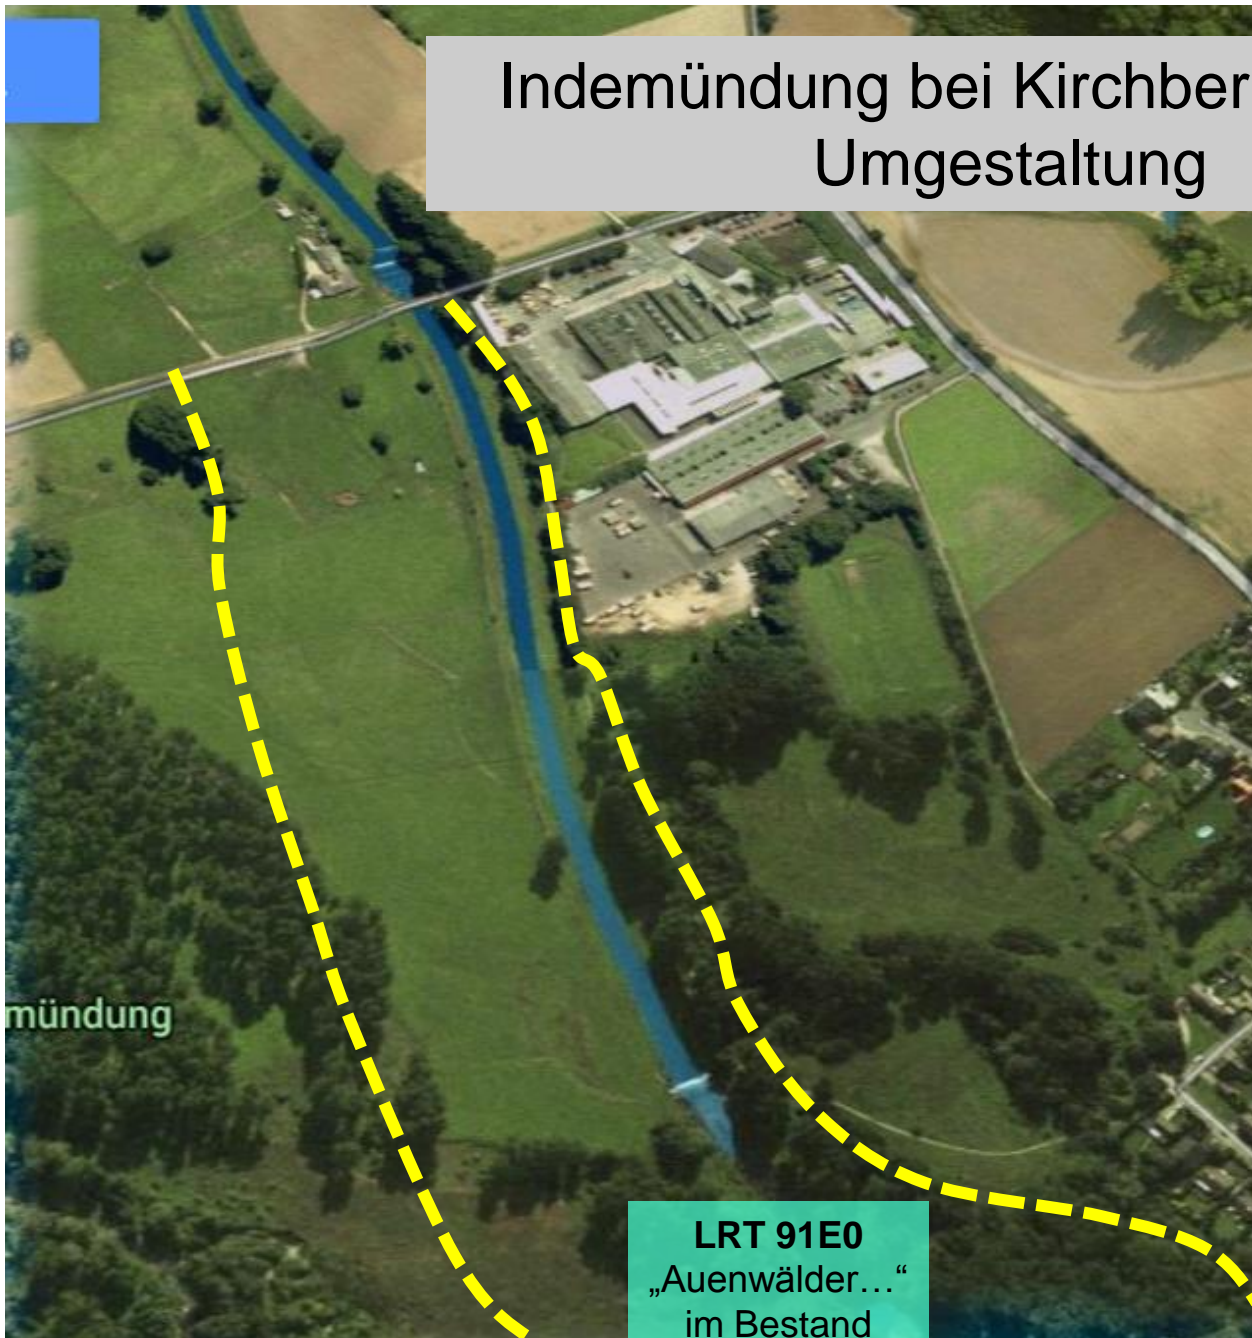 Indemündung bei Kirchber
Umgestaltung
mündung
LRT 91E0
„Auenwälder…“
im Bestand